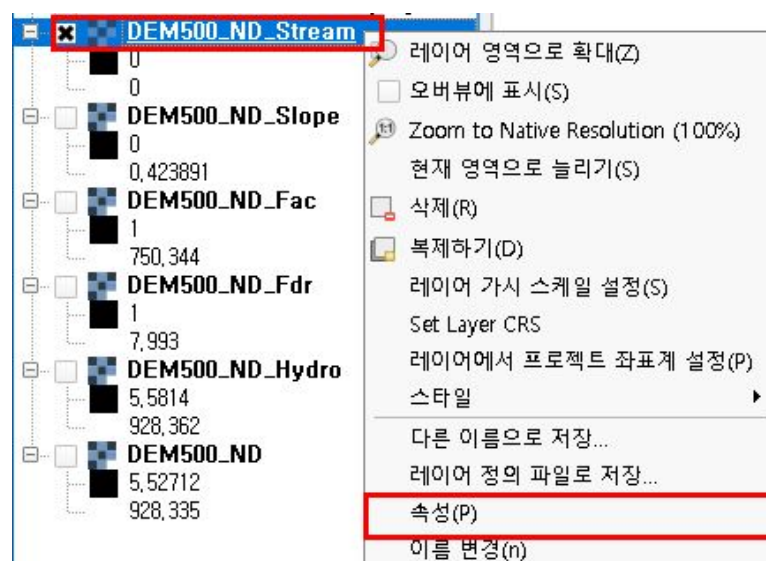 DEM500_ND_Stream
0
0
DEM500_ND_Slope
0
0,423891
DEM500_ND_Fac
1
750,344
DEM500_ND_Fdr
1
7,993
DEM500_ND_Hydro
5,5814
928,362
DEM500_ND
5,52712
928,335
레이어 영역으로 확대(Z)
오버뷰에 표시(S)
1:1
Zoom to Native Resolution (100%)
현재 영역으로 늘리기(S)
삭제(R)
복제하기(D)
레이어 가시 스케일 설정(S)
Set Layer CRS
레이어에서 프로젝트 좌표계 설정(P)
스타일
다른 이름으로 저장...
레이어 정의 파일로 저장...
속성(P)
이름 변경(n)